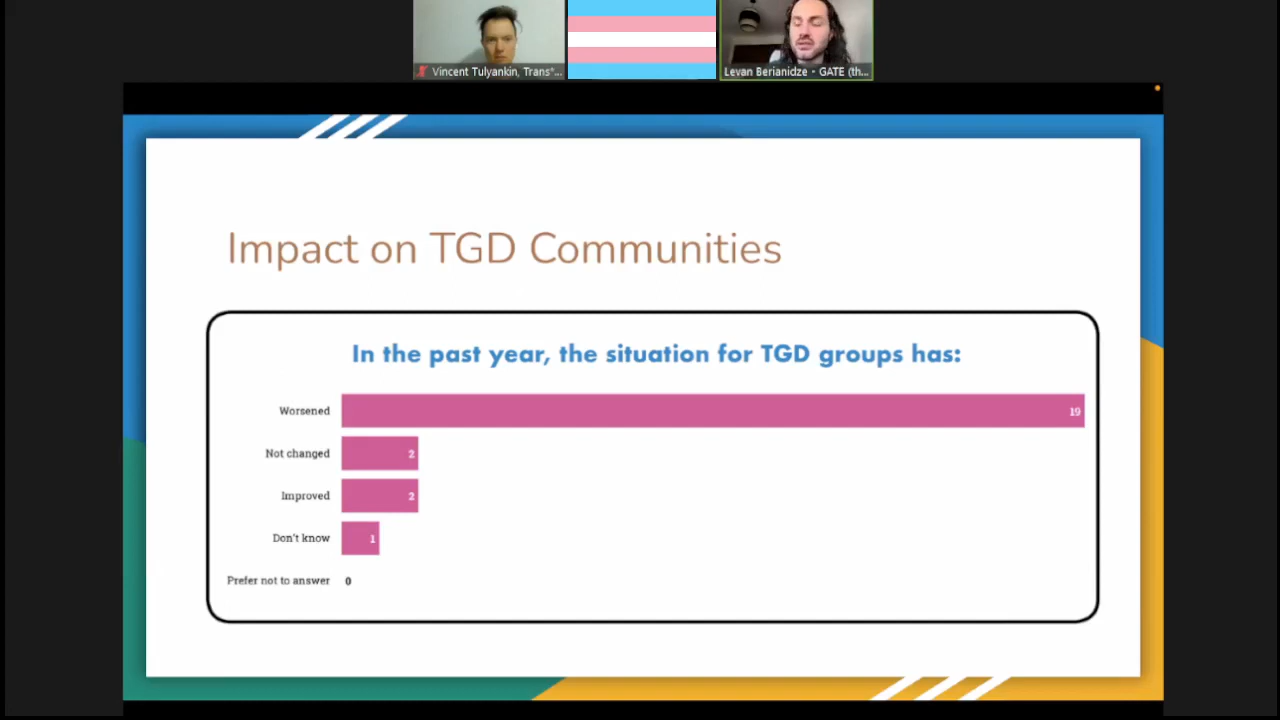 Vincent Tulyankin, Trans*...
Levan Berianidze - GATE (th...
Impact on TGD Communities
In the past year, the situation for TGD groups has:
Worsened 19
Not changed 2
Improved 2
Don't know 1
Prefer not to answer 0